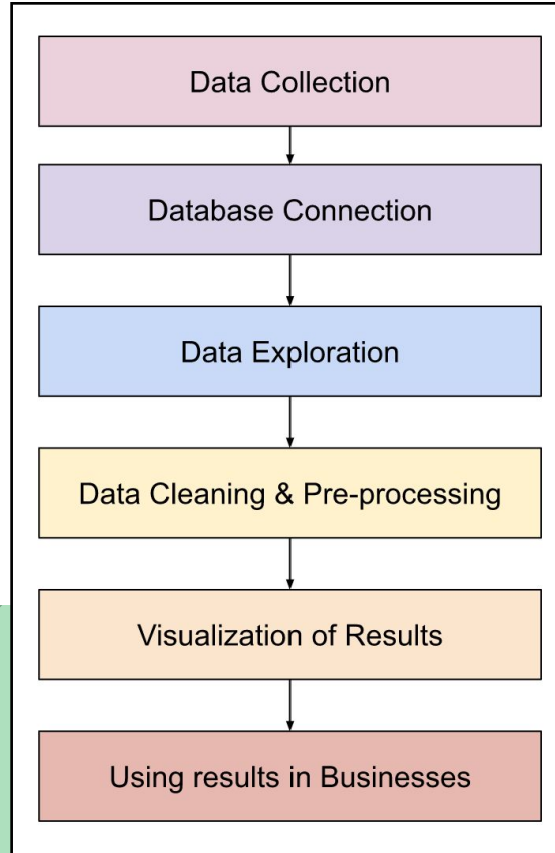 Data Collection
Database Connection
Data Exploration
Data Cleaning & Pre-processing
Visualization of Results
Using results in Businesses